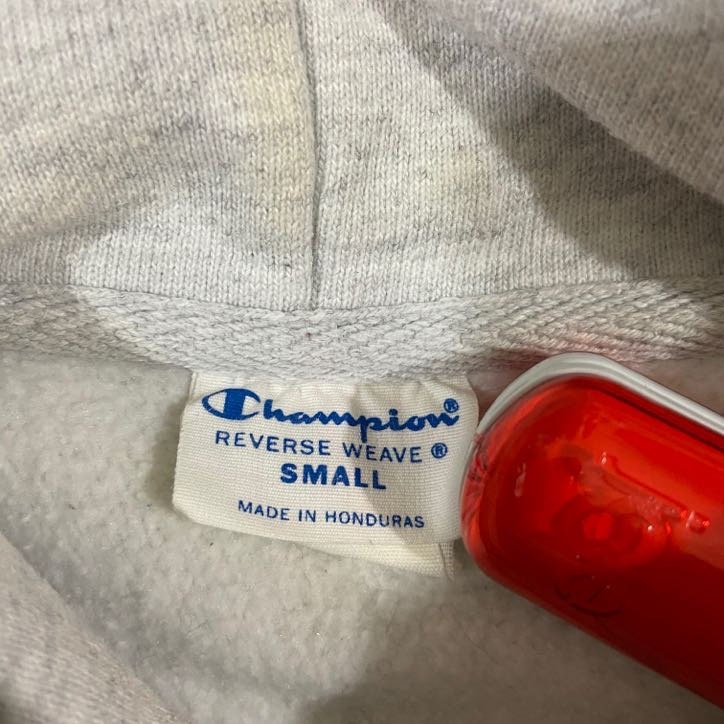 Champion®
REVERSE WEAVE ®
SMALL
MADE IN HONDURAS